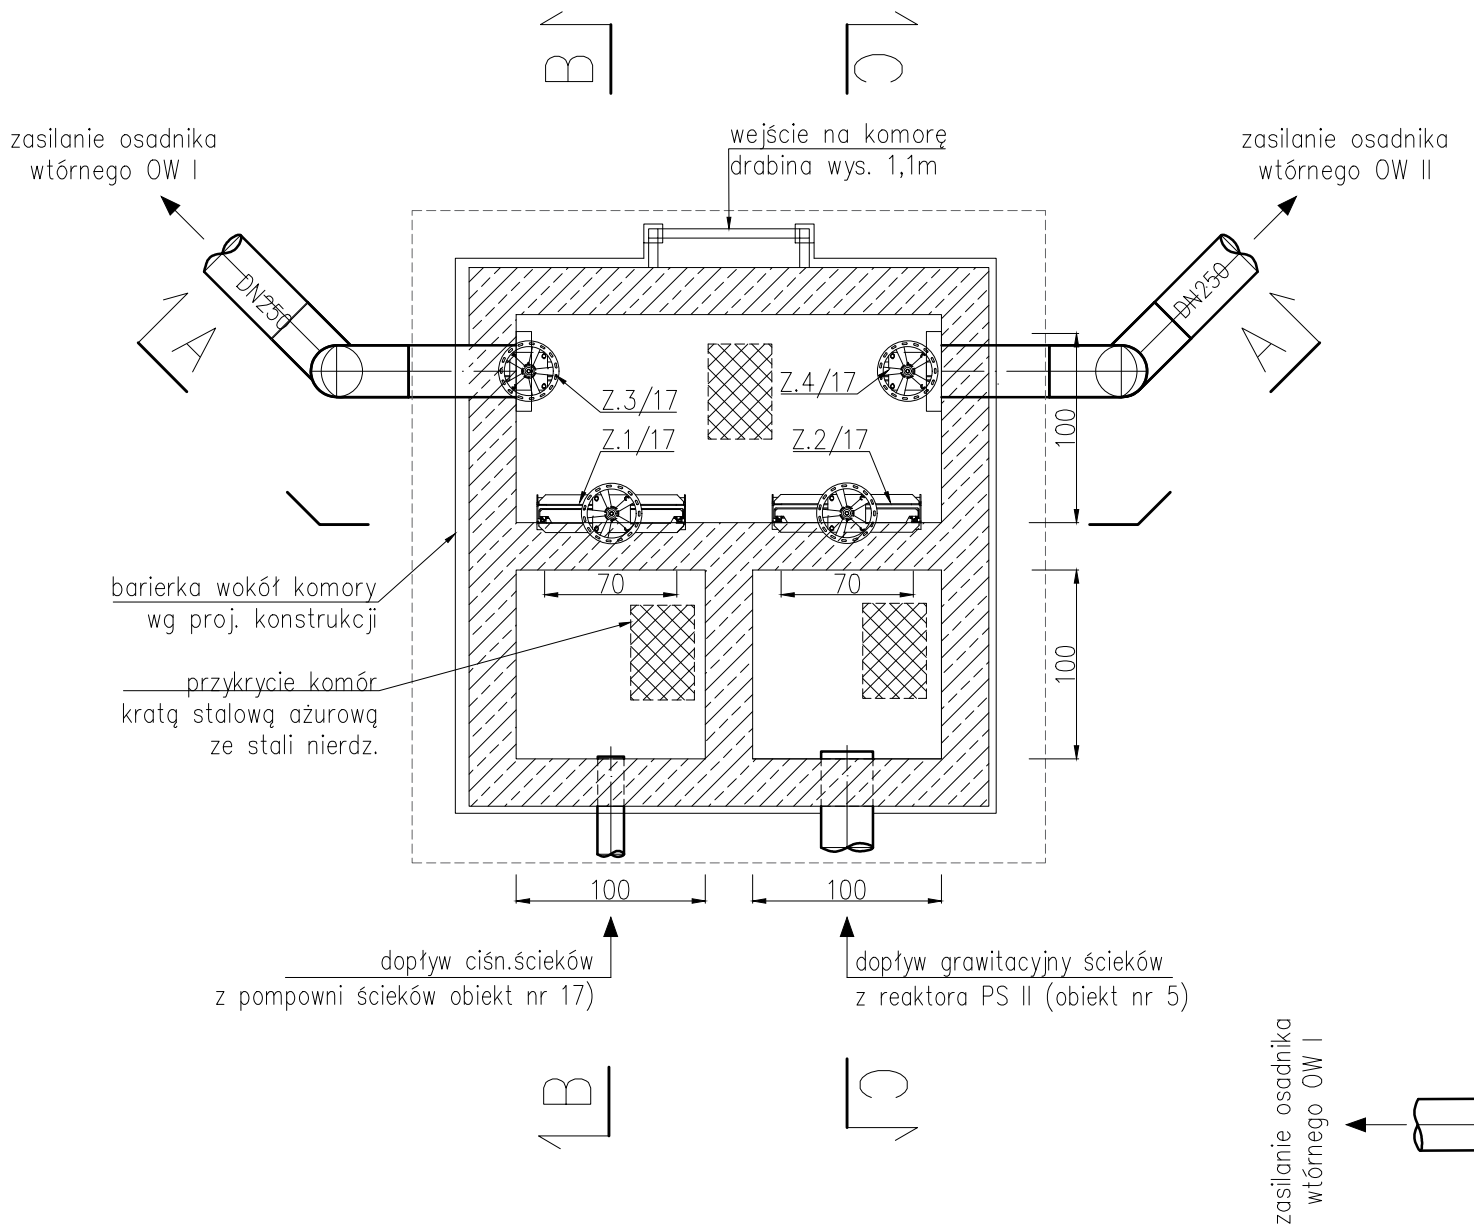 B
C
wejście na komorę
drabina wys. 1,1m
zasilanie osadnika
wtórnego OW I
zasilanie osadnika
wtórnego OW II
DN250
DN250
A
A
Z.3/17
Z.4/17
Z.1/17
Z.2/17
100
70
70
100
barierka wokół komory
wg proj. konstrukcji
przykrycie komór
kratą stalową ażurową
ze stali nierdz.
100
100
dopływ ciśn.ścieków
z pompowni ścieków obiekt nr 17)
dopływ grawitacyjny ścieków
z reaktora PS II (obiekt nr 5)
B
C
zasilanie osadnika
wtórnego OW I